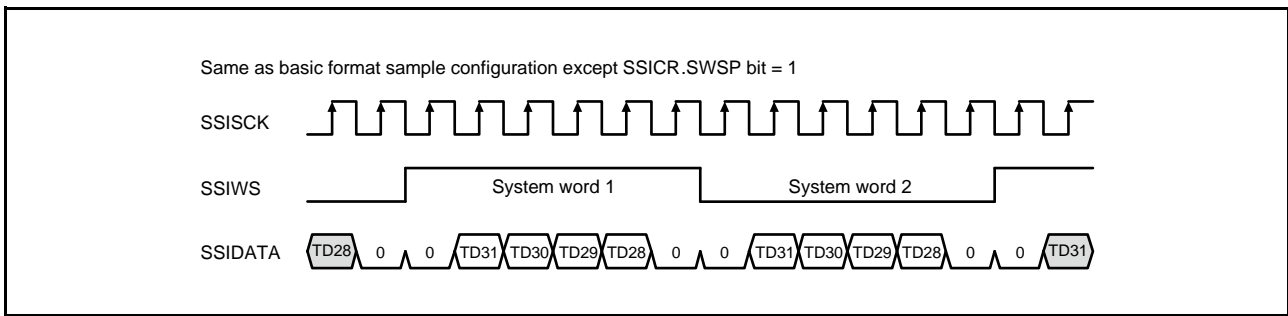 Same as basic format sample configuration except SSICR.SWSP bit = 1
SSISCK
SSIWS System word 1 System word 2
SSIDATA TD28 0 0 TD31 TD30 TD29 TD28 0 0 TD31 TD30 TD29 TD28 0 0 TD31